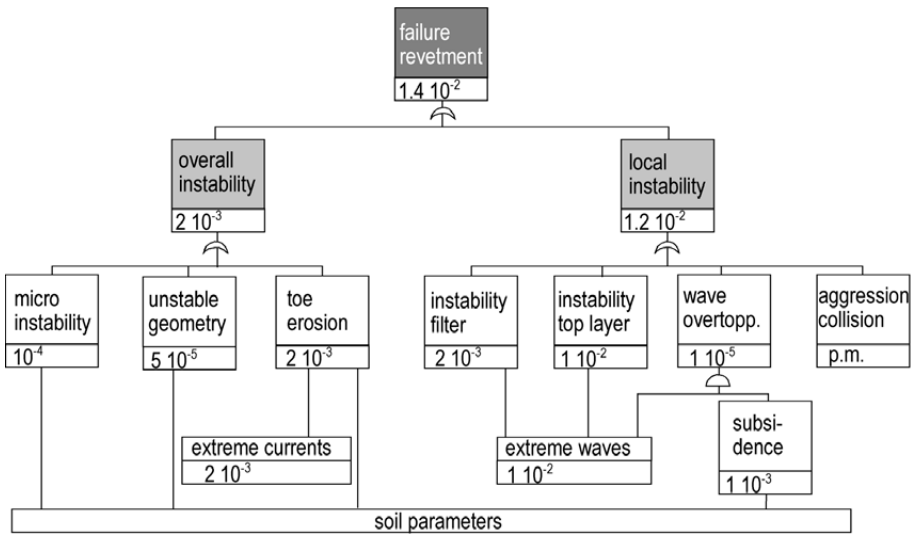 failure
revetment
1.4 10⁻²
overall
instability
2 10⁻³
local
instability
1.2 10⁻²
micro
instability
10⁻⁴
unstable
geometry
5 10⁻⁵
toe
erosion
2 10⁻³
instability
filter
2 10⁻³
instability
top layer
1 10⁻²
wave
overtopp.
1 10⁻⁵
aggression
collision
p.m.
extreme currents
2 10⁻³
extreme waves
1 10⁻²
subsi-
dence
1 10⁻³
soil parameters